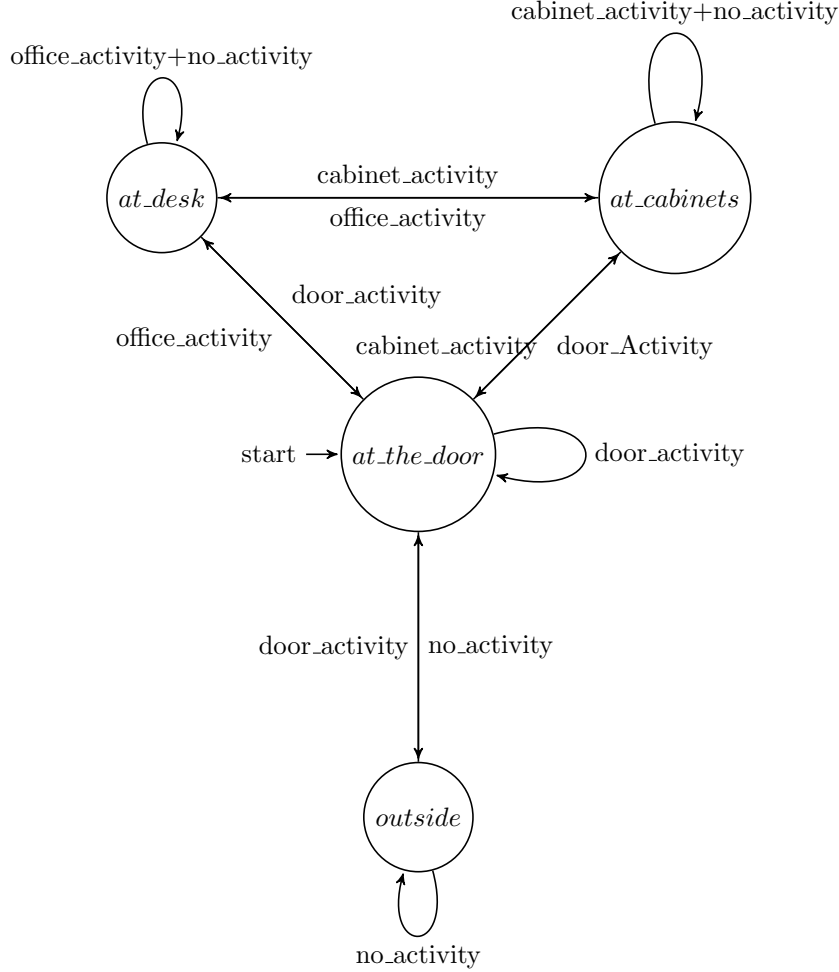 cabinet_activity+no_activity
office_activity+no_activity
at_desk
cabinet_activity
office_activity
at_cabinets
door_activity
office_activity
cabinet_activity
door_Activity
start
at_the_door
door_activity
door_activity
no_activity
outside
no_activity